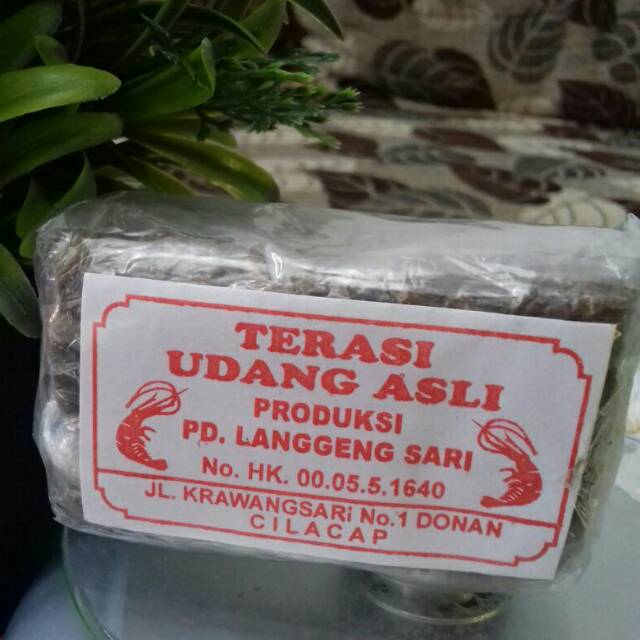 TERASI
UDANG ASLI
PRODUKSI
PD. LANGGENG SARI
No. HK. 00.05.5.1640
JL. KRAWANGSARi No.1 DONAN
CILACAP